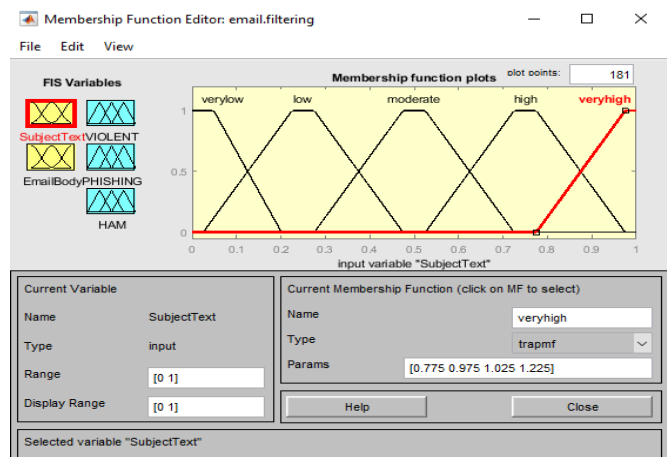 Membership Function Editor: email.filtering
File Edit View
FIS Variables
Membership function plots
plot points:
181
SubjectText
VIOLENT
EmailBody
PHISHING
HAM
verylow low moderate high veryhigh
1
0.5
0
0 0.1 0.2 0.3 0.4 0.5 0.6 0.7 0.8 0.9 1
input variable "SubjectText"
Current Variable
Name SubjectText
Type input
Range [0 1]
Display Range [0 1]
Current Membership Function (click on MF to select)
Name veryhigh
Type trapmf
Params [0.775 0.975 1.025 1.225]
Help Close
Selected variable "SubjectText"